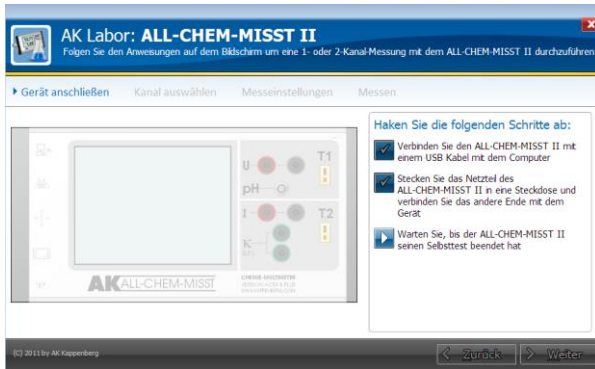 AK Labor: ALL-CHEM-MISST II
Folgen Sie den Anweisungen auf dem Bildschirm um eine 1- oder 2-Kanal-Messung mit dem ALL-CHEM-MISST II durchzuführen
Gerät anschließen Kanal auswählen Messeinstellungen Messen
Haken Sie die folgenden Schritte ab:
Verbinden Sie den ALL-CHEM-MISST II mit
einem USB Kabel mit dem Computer
Stecken Sie das Netzteil des
ALL-CHEM-MISST II in eine Steckdose und
verbinden Sie das andere Ende mit dem
Gerät
Warten Sie, bis der ALL-CHEM-MISST II
seinen Selbsttest beendet hat
U T1
pH
I T2
K
AK ALL-CHEM-MISST
(C) 2011 by AK Kappenberg
Zurück Weiter